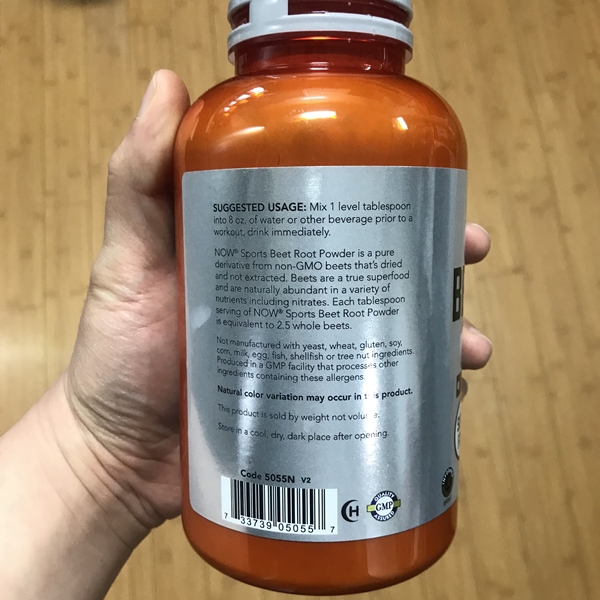 SUGGESTED USAGE: Mix 1 level tablespoon
into 8 oz. of water or other beverage prior to a
workout, drink immediately.
NOW® Sports Beet Root Powder is a pure
derivative from non-GMO beets that's dried
and not extracted. Beets are a true superfood
and are naturally abundant in a variety of
nutrients including nitrates. Each tablespoon
serving of NOW® Sports Beet Root Powder
is equivalent to 2.5 whole beets.
Not manufactured with yeast, wheat, gluten, soy,
corn, milk, egg, fish, shellfish or tree nut ingredients.
Produced in a GMP facility that processes other
ingredients containing these allergens.
Natural color variation may occur in this product.
This product is sold by weight not volume.
Store in a cool, dry, dark place after opening.
Code 5055N V2
7 33739 05055 7
H
QUALITY
GMP
ASSURED
B